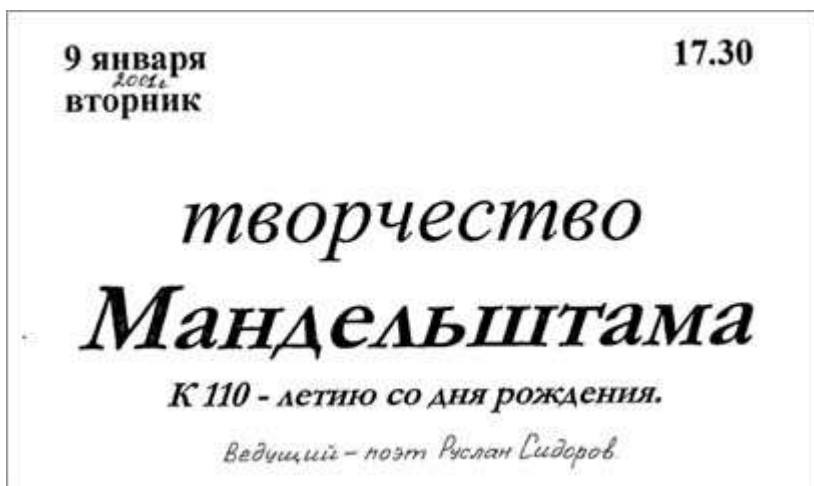 9 января
2001г
вторник
17.30
творчество
Мандельштама
К 110 - летию со дня рождения.
Ведущий – поэт Руслан Сидоров